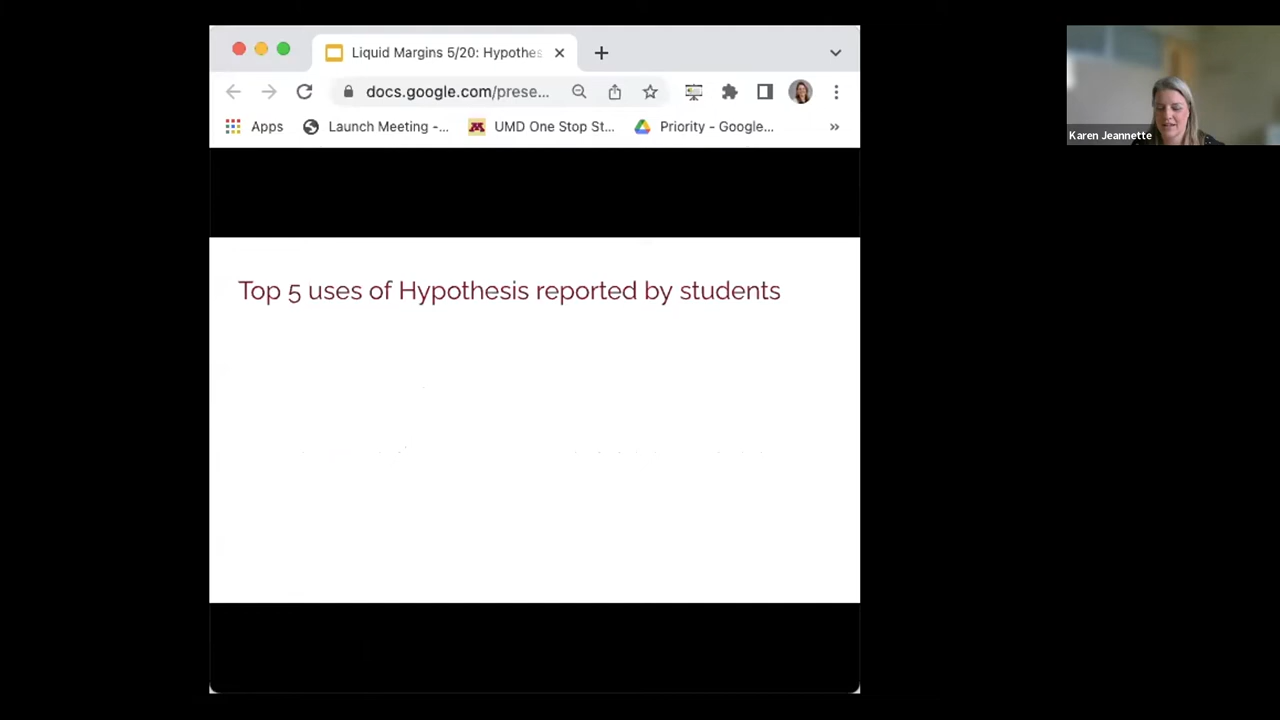 Liquid Margins 5/20: Hypothes
docs.google.com/prese...
Apps
Launch Meeting -...
UMD One Stop St...
Priority - Google...
»
Karen Jeannette
Top 5 uses of Hypothesis reported by students